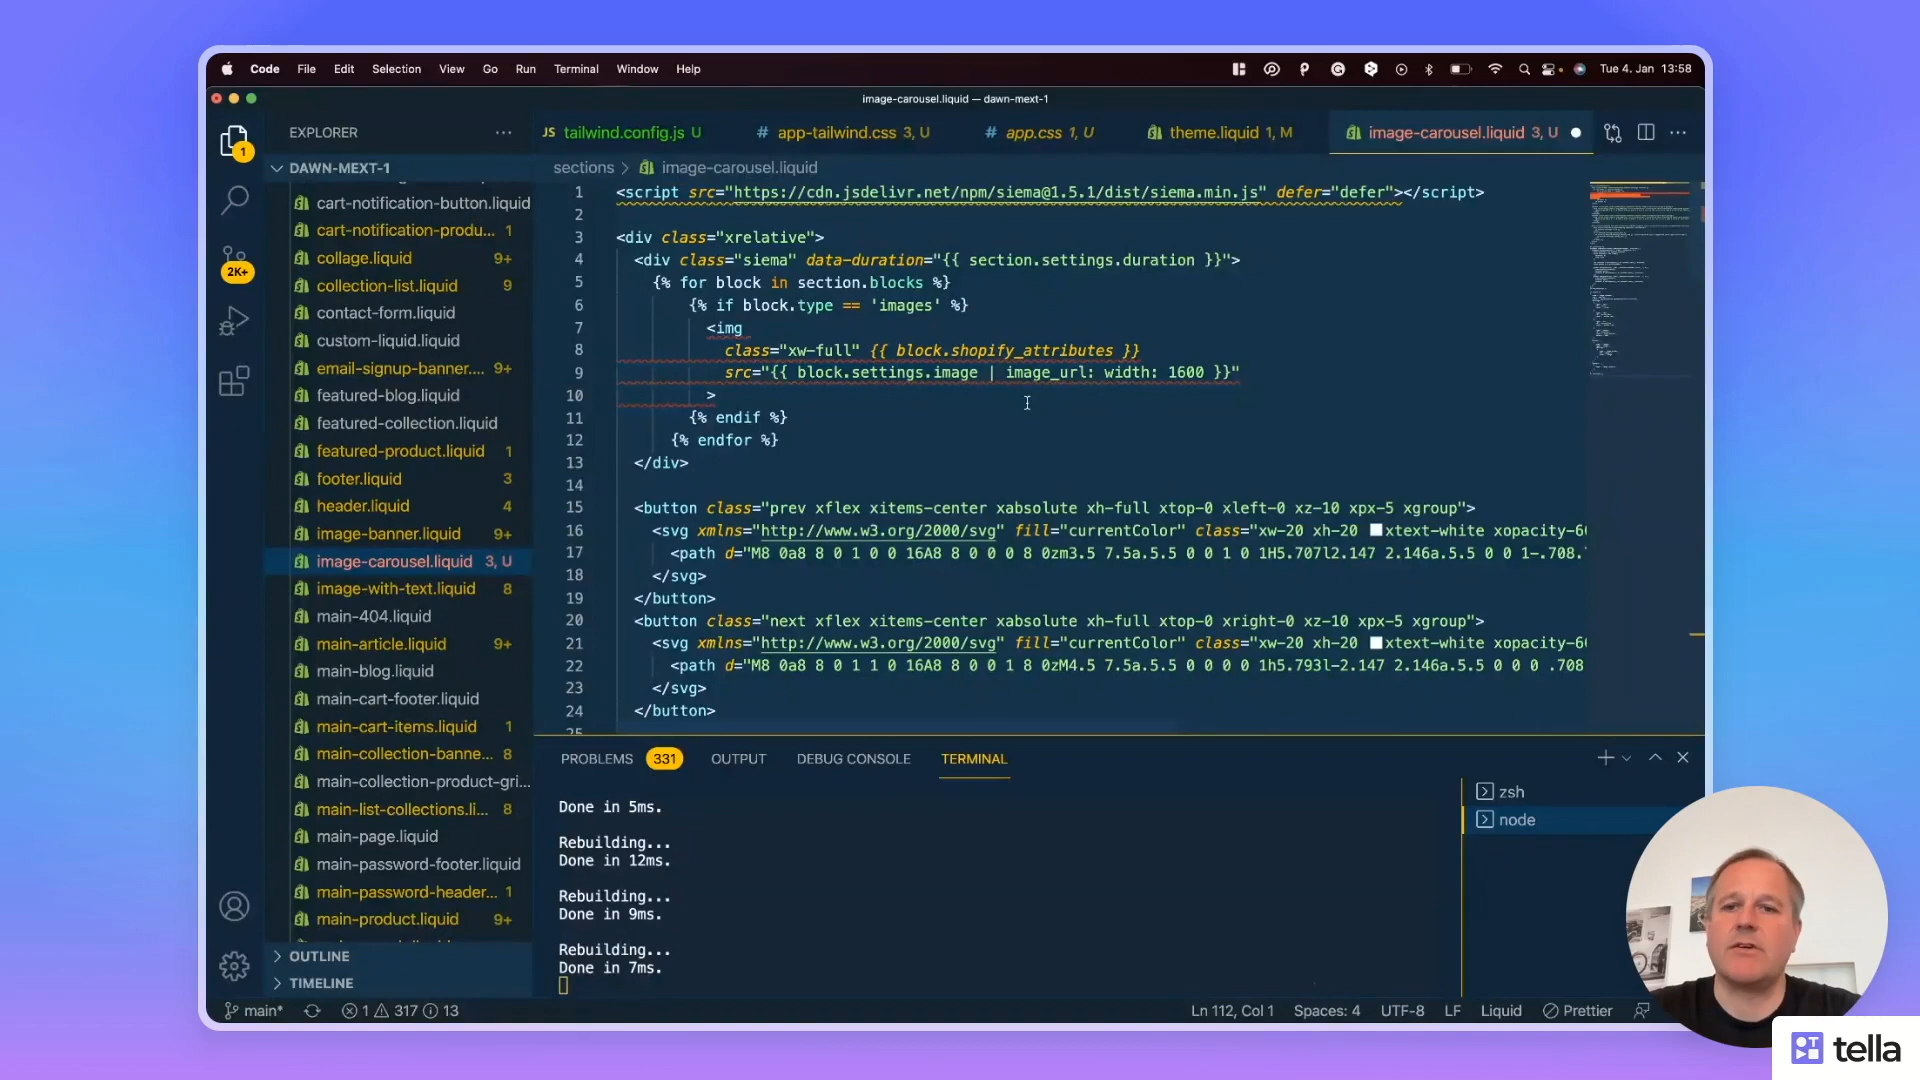 Code File Edit Selection View Go Run Terminal Window Help Tue 4. Jan 13:58
image-carousel.liquid — dawn-mext-1
EXPLORER
JS tailwind.config.js U
# app-tailwind.css 3, U
# app.css 1, U
theme.liquid 1, M
image-carousel.liquid 3, U
1
DAWN-MEXT-1
sections > image-carousel.liquid
2K+
cart-notification-button.liquid
cart-notification-produ... 1
collage.liquid 9+
collection-list.liquid 9
contact-form.liquid
custom-liquid.liquid
email-signup-banner.... 9+
featured-blog.liquid
featured-collection.liquid
featured-product.liquid 1
footer.liquid 3
header.liquid 4
image-banner.liquid 9+
image-carousel.liquid 3, U
image-with-text.liquid 8
main-404.liquid
main-article.liquid 9+
main-blog.liquid
main-cart-footer.liquid
main-cart-items.liquid 1
main-collection-banne... 8
main-collection-product-gri...
main-list-collections.li... 8
main-page.liquid
main-password-footer.liquid
main-password-header... 1
main-product.liquid 9+
OUTLINE
TIMELINE
1 <script src="https://cdn.jsdelivr.net/npm/siema@1.5.1/dist/siema.min.js" defer="defer"></script>
2
3 <div class="xrelative">
4 <div class="siema" data-duration="{{ section.settings.duration }}">
5 {% for block in section.blocks %}
6 {% if block.type == 'images' %}
7 <img
8 class="xw-full" {{ block.shopify_attributes }}
9 src="{{ block.settings.image | image_url: width: 1600 }}"
10 >
11 {% endif %}
12 {% endfor %}
13 </div>
14
15 <button class="prev xflex xitems-center xabsolute xh-full xtop-0 xleft-0 xz-10 xpx-5 xgroup">
16 <svg xmlns="http://www.w3.org/2000/svg" fill="currentColor" class="xw-20 xh-20 xtext-white xopacity-6
17 <path d="M8 0a8 8 0 1 0 0 16A8 8 0 0 0 8 0zm3.5 7.5a.5.5 0 0 1 0 1H5.707l2.147 2.146a.5.5 0 0 1-.708.
18 </svg>
19 </button>
20 <button class="next xflex xitems-center xabsolute xh-full xtop-0 xright-0 xz-10 xpx-5 xgroup">
21 <svg xmlns="http://www.w3.org/2000/svg" fill="currentColor" class="xw-20 xh-20 xtext-white xopacity-6
22 <path d="M8 0a8 8 0 1 1 0 16A8 8 0 0 1 8 0zM4.5 7.5a.5.5 0 0 0 0 1h5.793l-2.147 2.146a.5.5 0 0 0 .708
23 </svg>
24 </button>
25
PROBLEMS 331 OUTPUT DEBUG CONSOLE TERMINAL
Done in 5ms.
Rebuilding...
Done in 12ms.
Rebuilding...
Done in 9ms.
Rebuilding...
Done in 7ms.
zsh
node
main* 1 317 13
Ln 112, Col 1 Spaces: 4 UTF-8 LF Liquid Prettier
tella